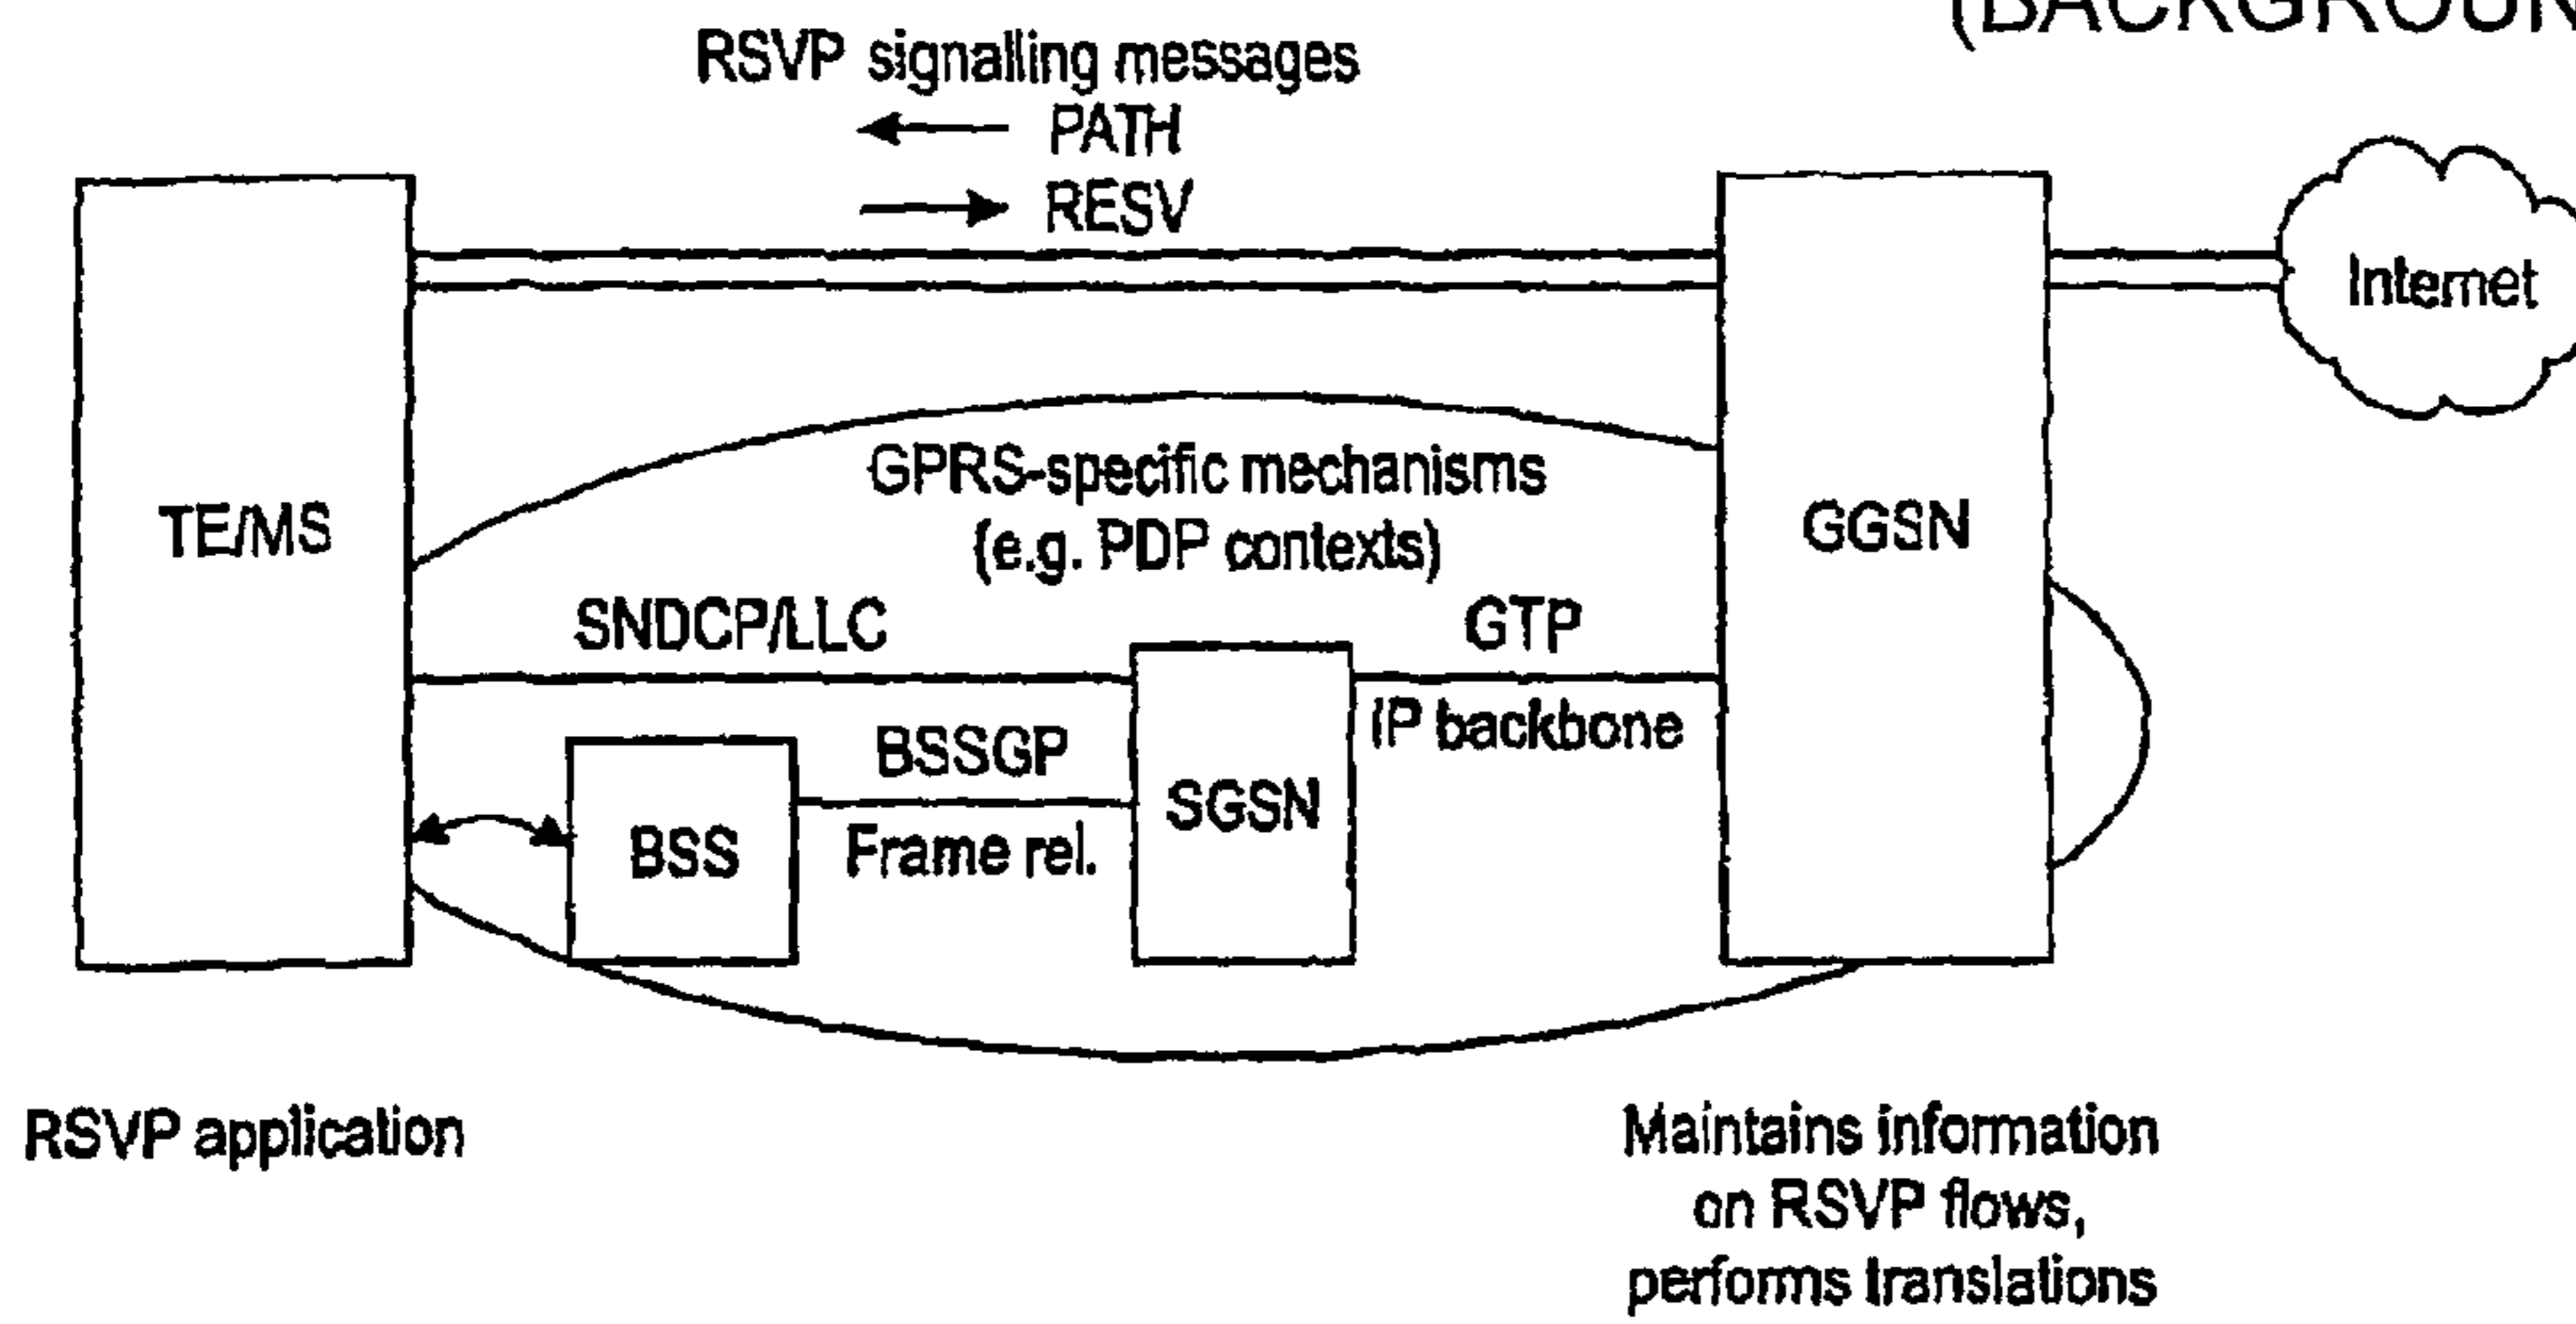 RSVP signalling messages
PATH
RESV
Internet
TE/MS
GPRS-specific mechanisms
(e.g. PDP contexts)
GGSN
SNDCP/LLC
GTP
IP backbone
BSSGP
SGSN
BSS
Frame rel.
RSVP application
Maintains information
on RSVP flows,
performs translations